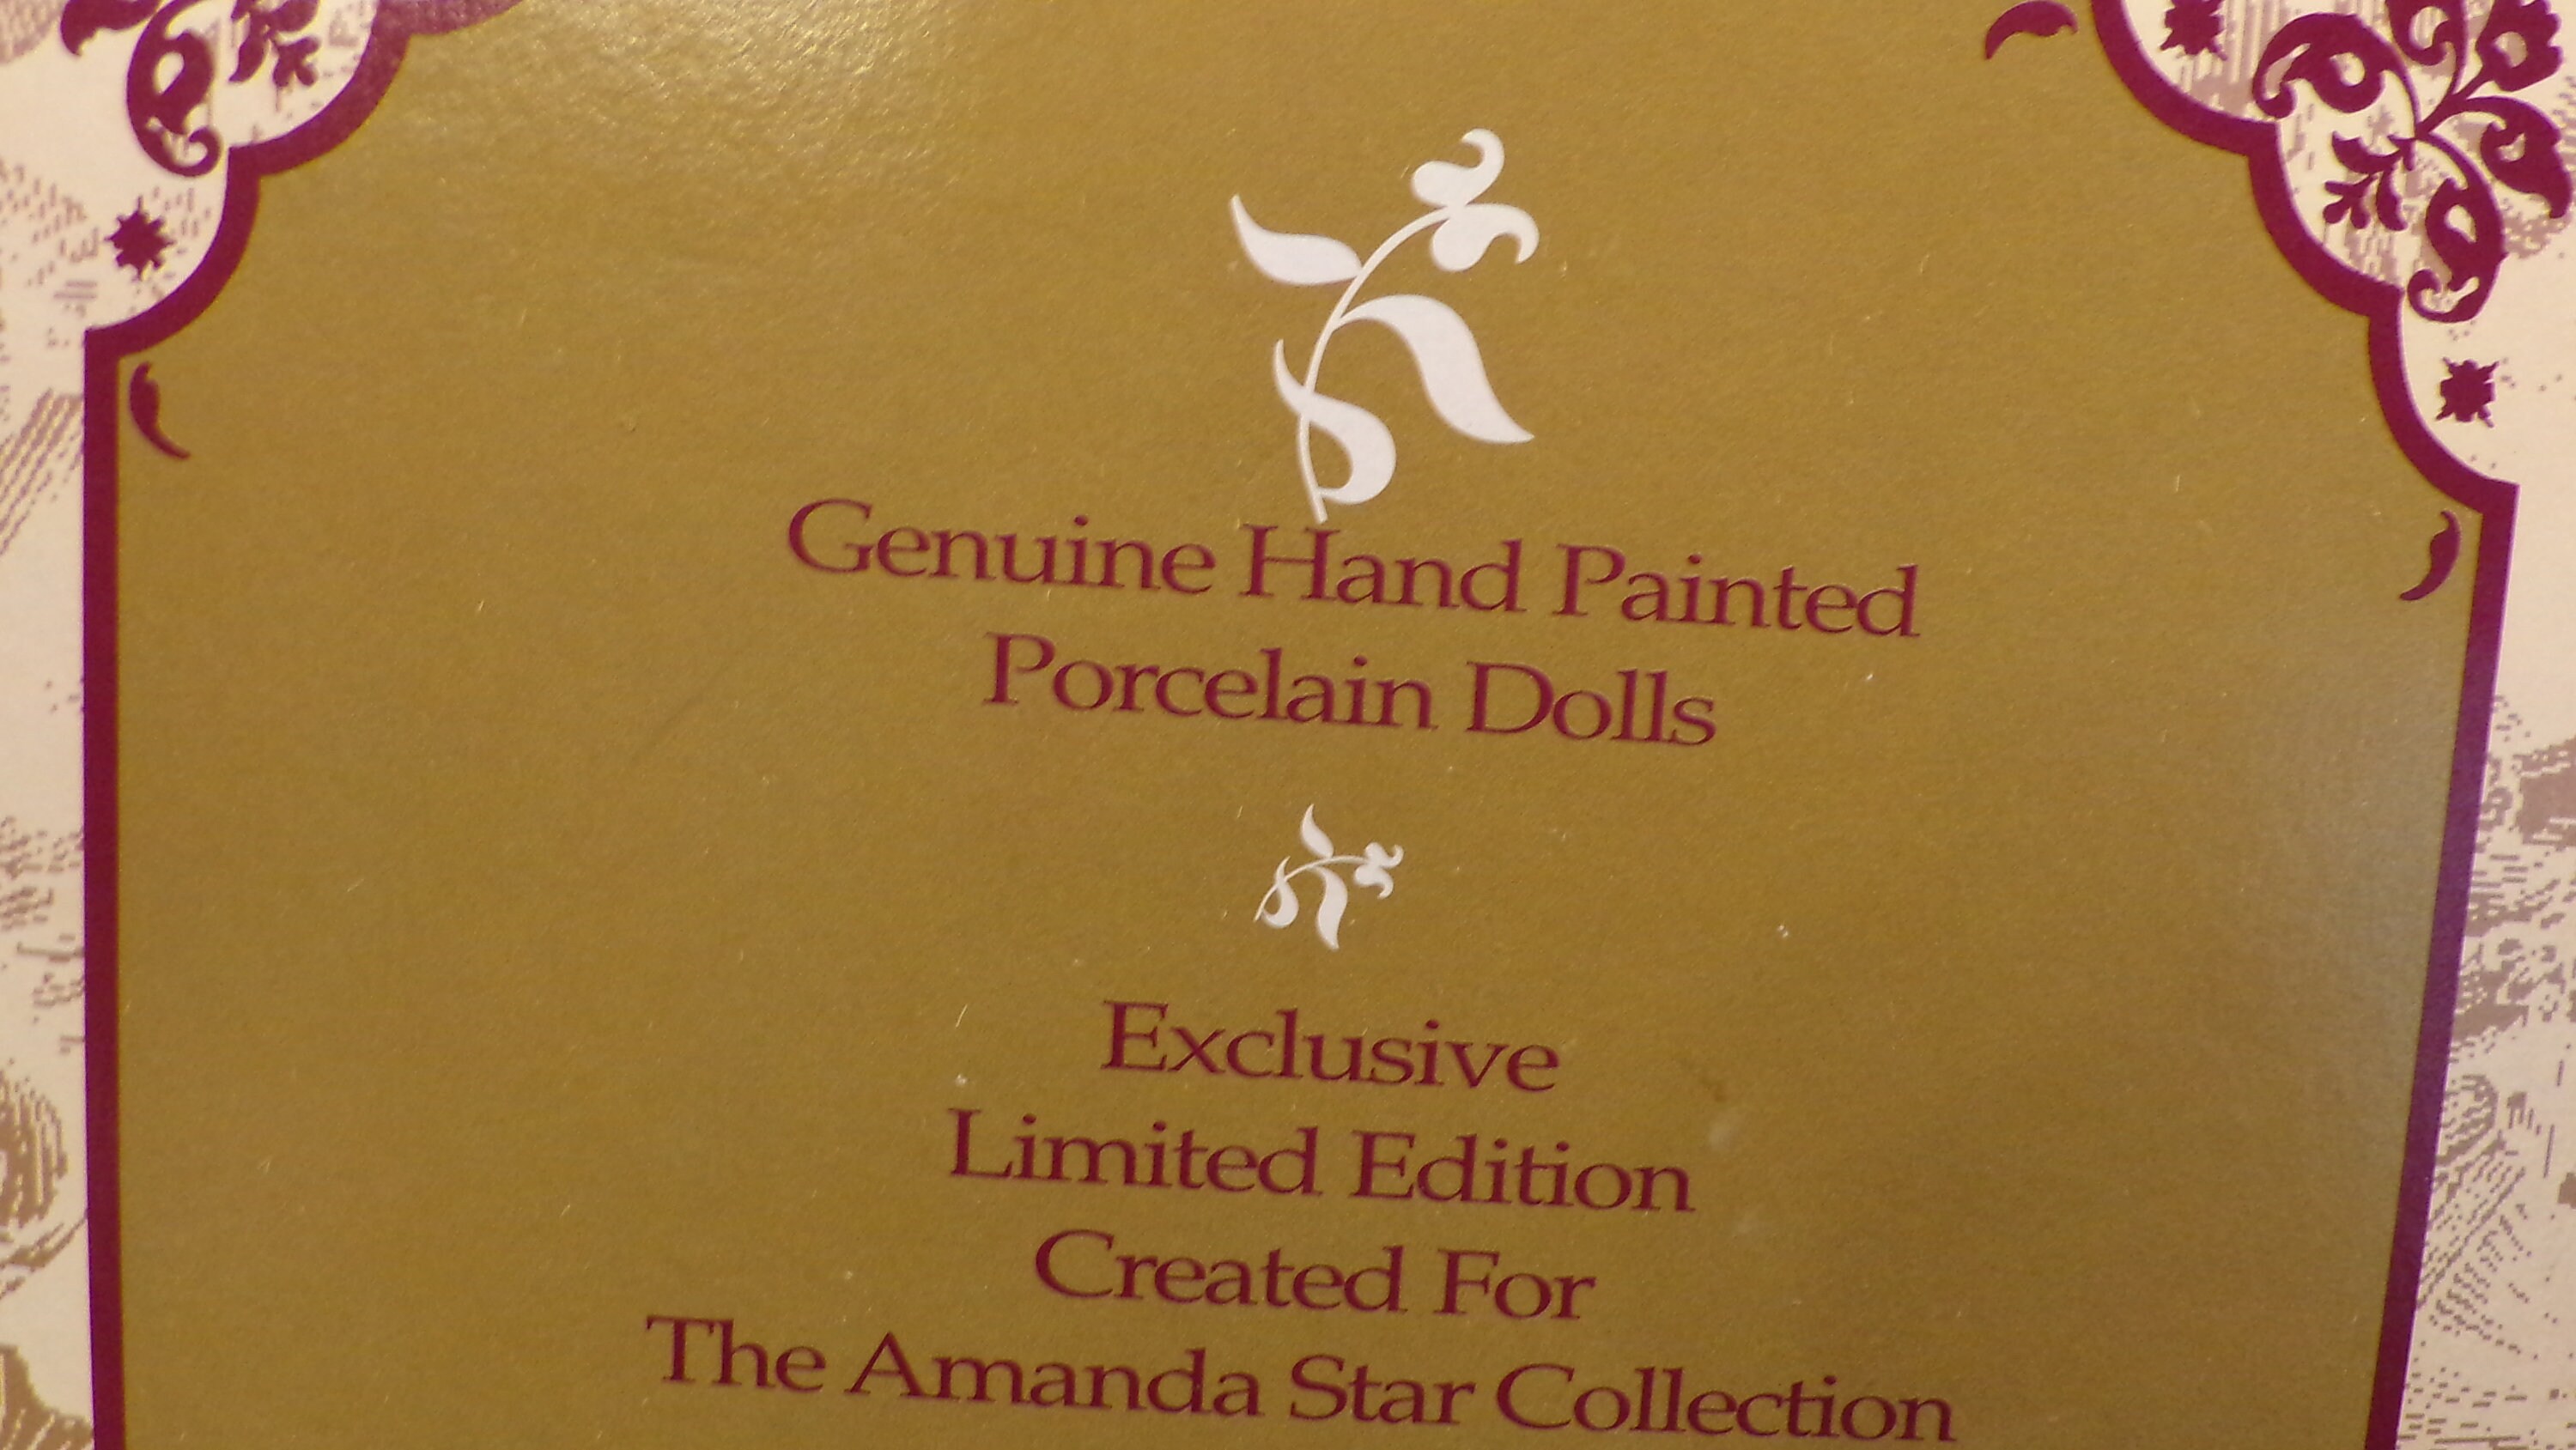 Genuine Hand Painted
Porcelain Dolls
Exclusive
Limited Edition
Created For
The Amanda Star Collection